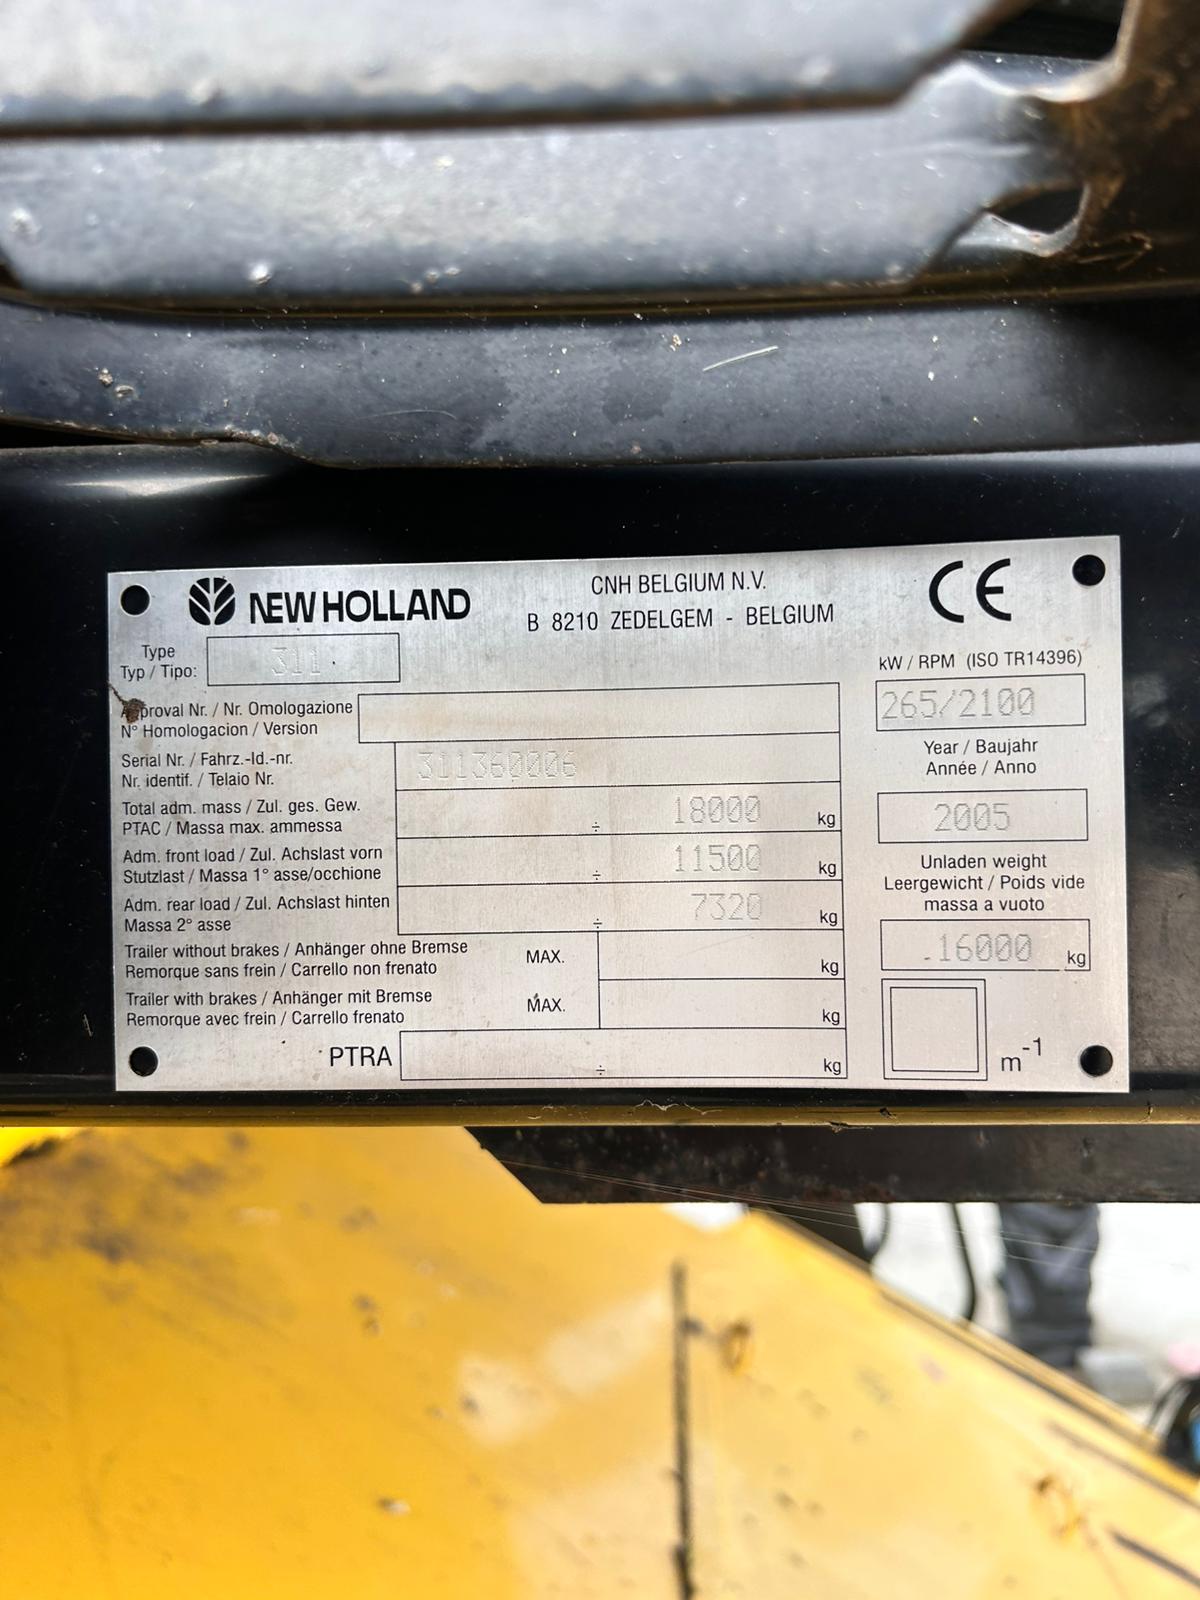 NEW HOLLAND
CNH BELGIUM N.V.
B 8210 ZEDELGEM - BELGIUM
CE
Type
Typ / Tipo: 311
Approval Nr. / Nr. Omologazione
N° Homologacion / Version
Serial Nr. / Fahrz.-Id.-nr.
Nr. identif. / Telaio Nr.
311360006
Total adm. mass / Zul. ges. Gew.
PTAC / Massa max. ammessa
÷ 18000 kg
Adm. front load / Zul. Achslast vorn
Stutzlast / Massa 1° asse/occhione
÷ 11500 kg
Adm. rear load / Zul. Achslast hinten
Massa 2° asse
÷ 7320 kg
Trailer without brakes / Anhänger ohne Bremse
Remorque sans frein / Carrello non frenato
MAX. kg
Trailer with brakes / Anhänger mit Bremse
Remorque avec frein / Carrello frenato
MAX. kg
PTRA ÷ kg
kW / RPM (ISO TR14396)
265/2100
Year / Baujahr
Année / Anno
2005
Unladen weight
Leergewicht / Poids vide
massa a vuoto
16000 kg
m-1